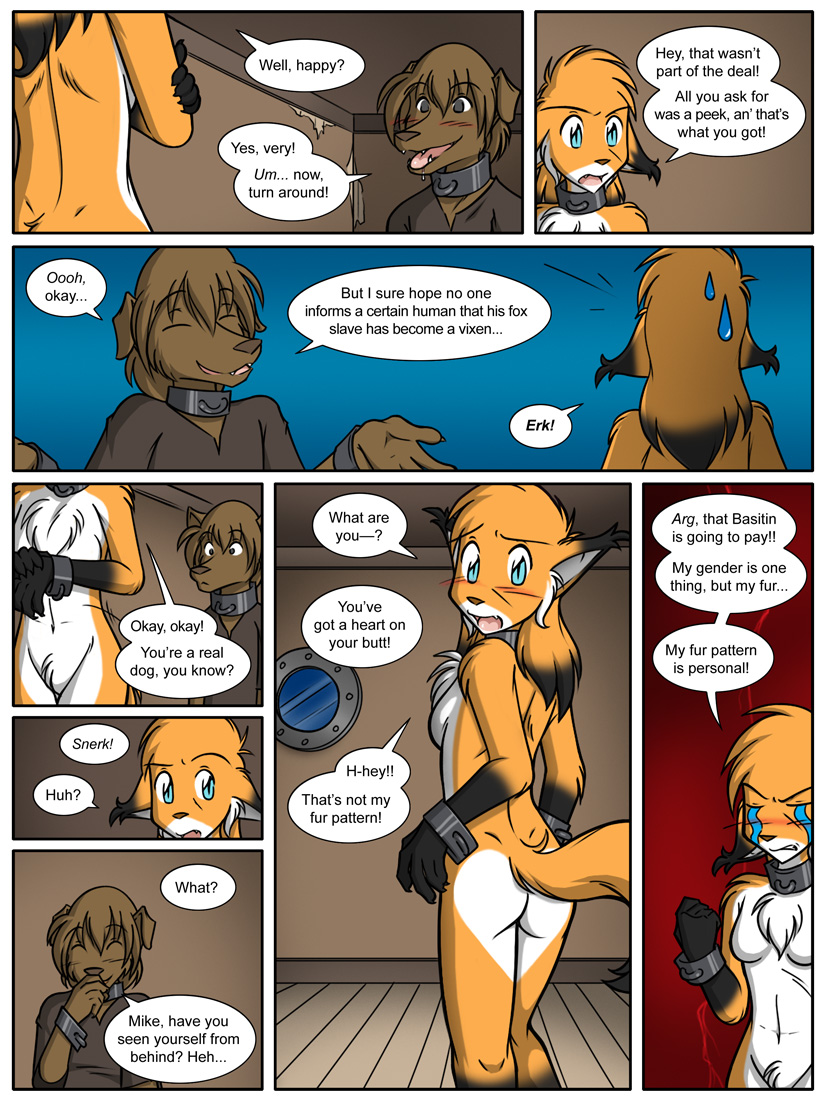 Well, happy?
Yes, very!
Um... now,
turn around!
Hey, that wasn't
part of the deal!
All you ask for
was a peek, an' that's
what you got!
Oooh,
okay...
But I sure hope no one
informs a certain human that his fox
slave has become a vixen...
Erk!
Okay, okay!
You're a real
dog, you know?
Snerk!
Huh?
What?
Mike, have you
seen yourself from
behind? Heh...
What are
you—?
You've
got a heart on
your butt!
H-hey!!
That's not my
fur pattern!
Arg, that Basitin
is going to pay!!
My gender is one
thing, but my fur...
My fur pattern
is personal!